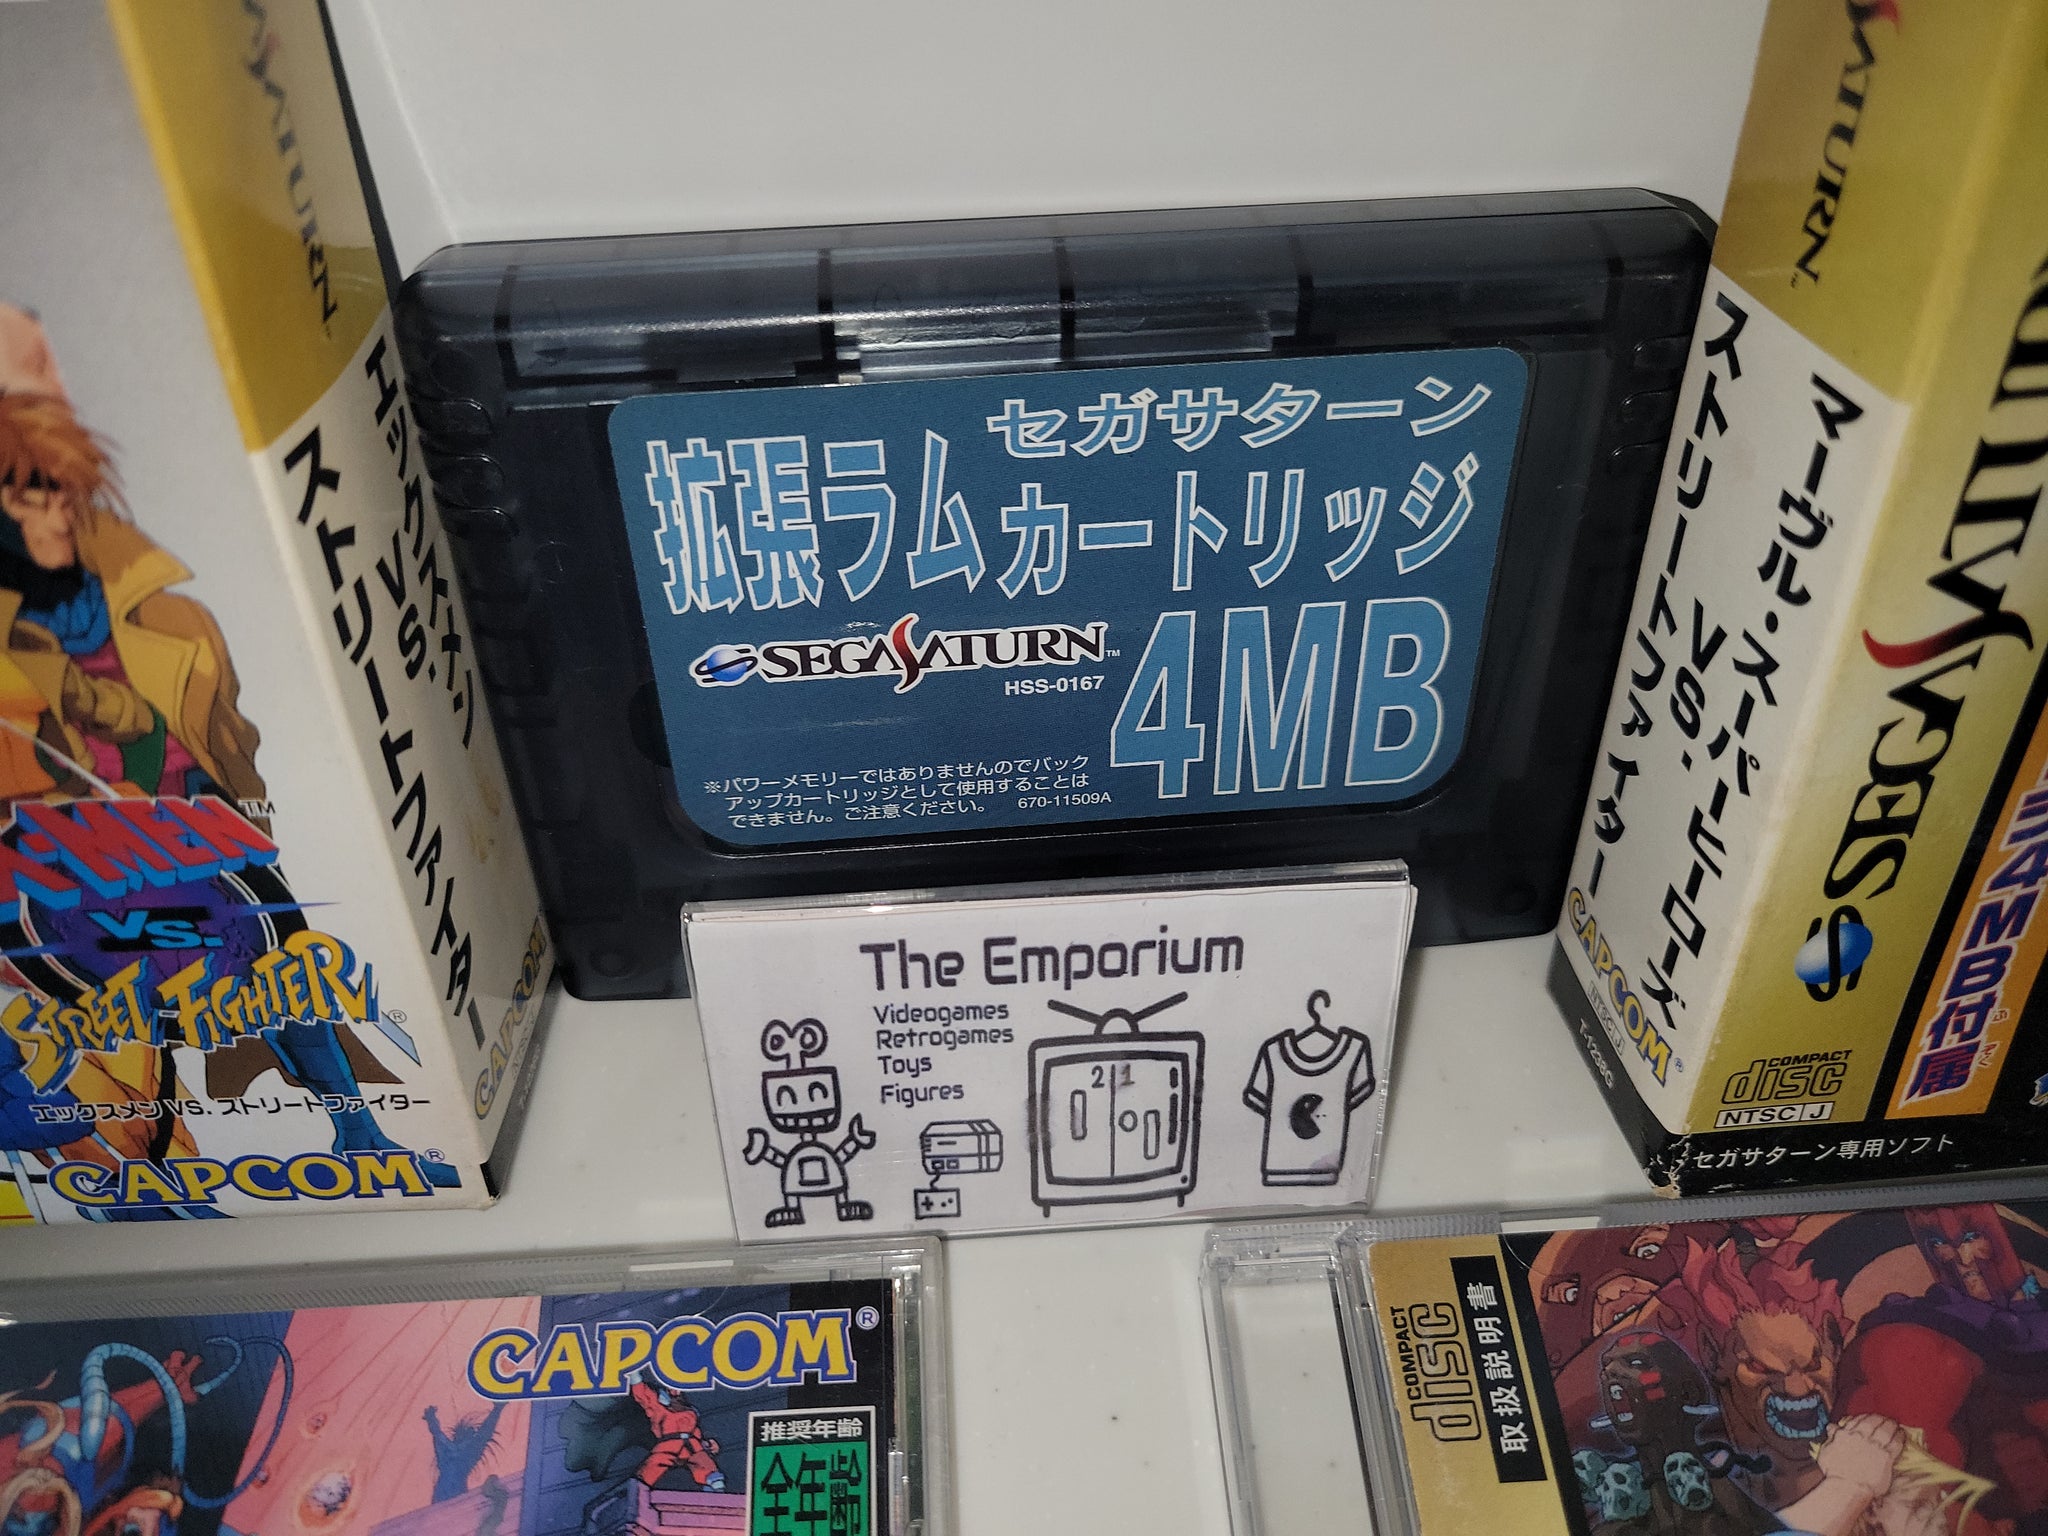 SATURN
エックスメン VS.
ストリートファイター
CAPCOM
X-MEN™
VS.
STREET FIGHTER®
エックスメン VS. ストリートファイター
CAPCOM®
セガサターン
拡張ラムカートリッジ
SEGASATURN™
HSS-0167
4MB
※パワーメモリーではありませんのでバック
アップカートリッジとして使用することは
できません。ご注意ください。 670-11509A
The Emporium
Videogames
Retrogames
Toys
Figures
2 1
SATURN
マーヴル・スーパーヒーローズ
VS.
ストリートファイター
CAPCOM®
NTSC J
T-1238G
SEGASATURN
4MB付属
COMPACT
disc
NTSC J
セガサターン専用ソフト
CAPCOM®
推奨年齢
全年齢
COMPACT
disc
取扱説明書